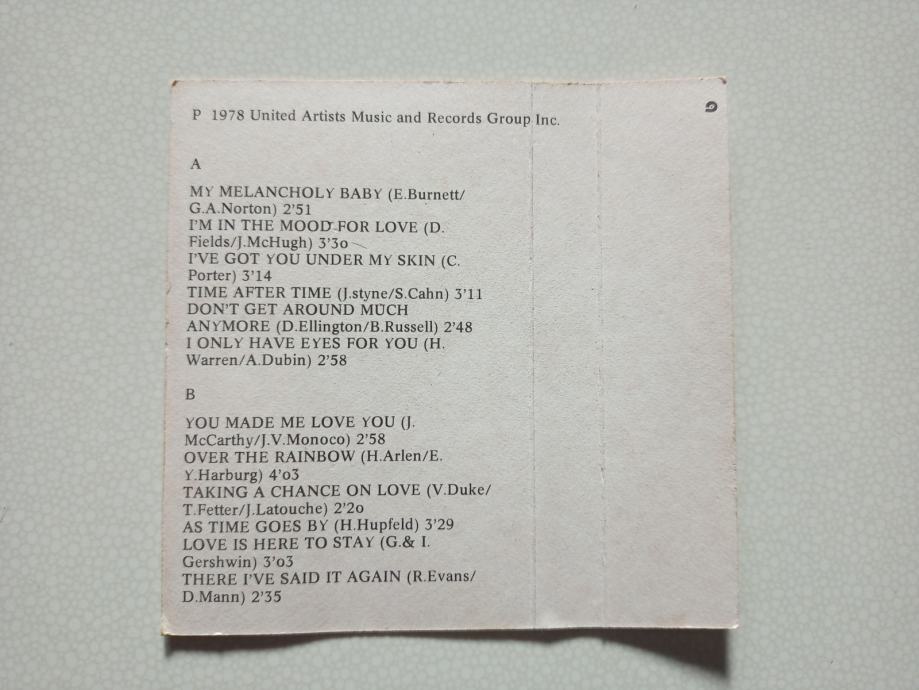 P 1978 United Artists Music and Records Group Inc.
A
MY MELANCHOLY BABY (E.Burnett/
G.A.Norton) 2'51
I'M IN THE MOOD FOR LOVE (D.
Fields/J.McHugh) 3'3o
I'VE GOT YOU UNDER MY SKIN (C.
Porter) 3'14
TIME AFTER TIME (J.styne/S.Cahn) 3'11
DON'T GET AROUND MUCH
ANYMORE (D.Ellington/B.Russell) 2'48
I ONLY HAVE EYES FOR YOU (H.
Warren/A.Dubin) 2'58
B
YOU MADE ME LOVE YOU (J.
McCarthy/J.V.Monoco) 2'58
OVER THE RAINBOW (H.Arlen/E.
Y.Harburg) 4'o3
TAKING A CHANCE ON LOVE (V.Duke/
T.Fetter/J.Latouche) 2'2o
AS TIME GOES BY (H.Hupfeld) 3'29
LOVE IS HERE TO STAY (G.& I.
Gershwin) 3'o3
THERE I'VE SAID IT AGAIN (R.Evans/
D.Mann) 2'35